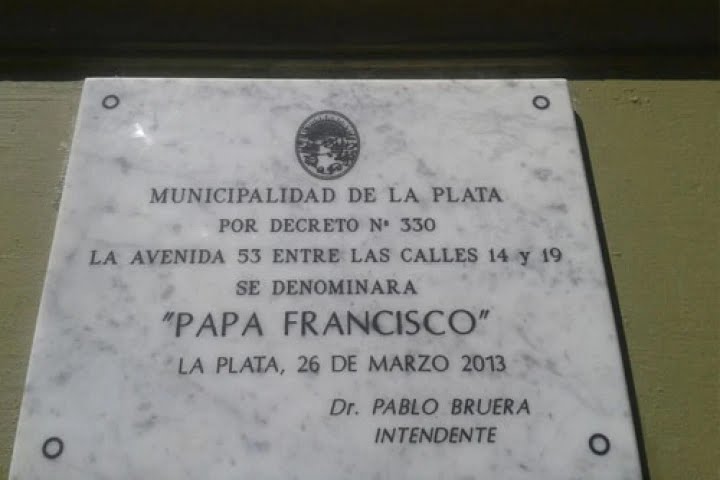 MUNICIPALIDAD DE LA PLATA
POR DECRETO Nº 330
LA AVENIDA 53 ENTRE LAS CALLES 14 y 19
SE DENOMINARA
"PAPA FRANCISCO"
LA PLATA, 26 DE MARZO 2013
Dr. PABLO BRUERA
INTENDENTE